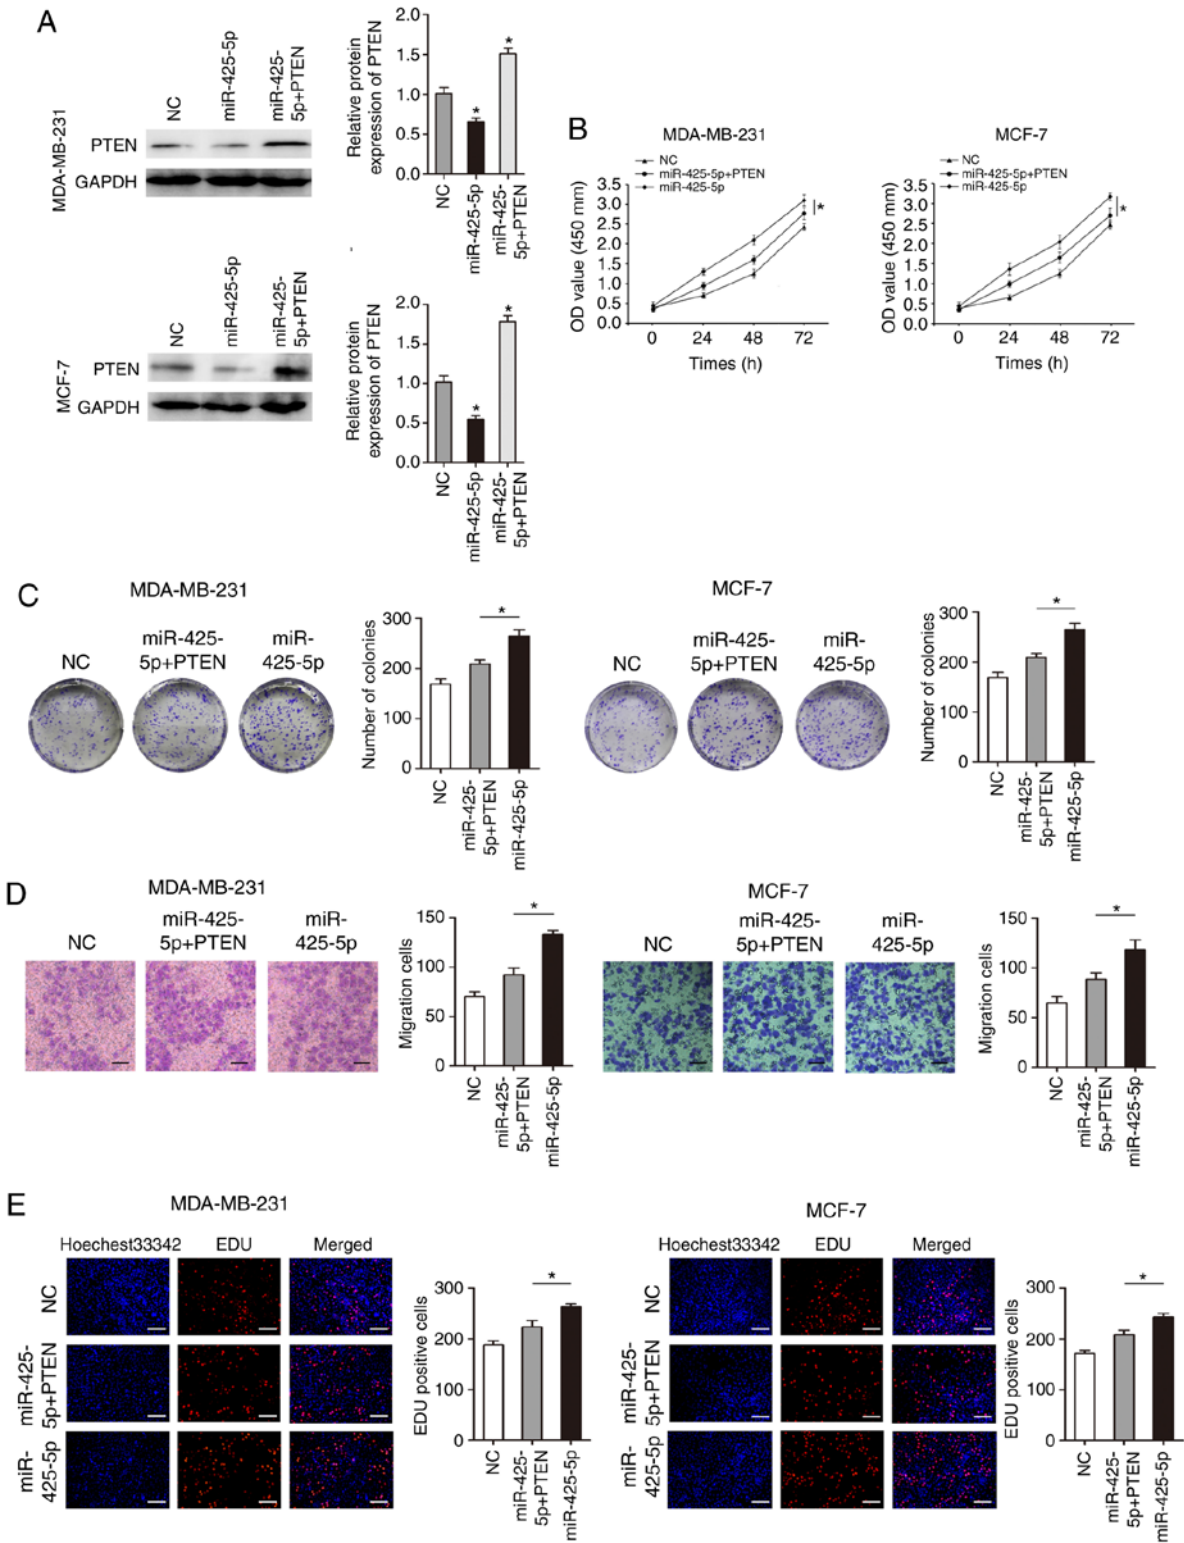 A
MDA-MB-231
NC
miR-425-5p
miR-425-
5p+PTEN
PTEN
GAPDH
Relative protein
expression of PTEN
2.0
1.5
1.0
0.5
0.0
*
*
NC
miR-425-5p
miR-425-
5p+PTEN
MCF-7
NC
miR-425-5p
miR-425-
5p+PTEN
PTEN
GAPDH
Relative protein
expression of PTEN
2.0
1.5
1.0
0.5
0.0
*
*
NC
miR-425-5p
miR-425-
5p+PTEN
B
MDA-MB-231
NC
miR-425-5p+PTEN
miR-425-5p
OD value (450 mm)
3.5
3.0
2.5
2.0
1.5
1.0
0.5
0.0
*
0 24 48 72
Times (h)
MCF-7
NC
miR-425-5p+PTEN
miR-425-5p
OD value (450 mm)
3.5
3.0
2.5
2.0
1.5
1.0
0.5
0.0
*
0 24 48 72
Times (h)
C
MDA-MB-231
NC
miR-425-
5p+PTEN
miR-
425-5p
Number of colonies
300
200
100
0
*
NC
miR-425-
5p+PTEN
miR-425-5p
MCF-7
NC
miR-425-
5p+PTEN
miR-
425-5p
Number of colonies
300
200
100
0
*
NC
miR-425-
5p+PTEN
miR-425-5p
D
MDA-MB-231
NC
miR-425-
5p+PTEN
miR-
425-5p
Migration cells
150
100
50
0
*
NC
miR-425-
5p+PTEN
miR-425-5p
MCF-7
NC
miR-425-
5p+PTEN
miR-
425-5p
Migration cells
150
100
50
0
*
NC
miR-425-
5p+PTEN
miR-425-5p
E
MDA-MB-231
Hoechest33342 EDU Merged
NC
miR-425-
5p+PTEN
miR-
425-5p
EDU positive cells
300
200
100
0
*
NC
miR-425-
5p+PTEN
miR-425-5p
MCF-7
Hoechest33342 EDU Merged
NC
miR-425-
5p+PTEN
miR-
425-5p
EDU positive cells
300
200
100
0
*
NC
miR-425-
5p+PTEN
miR-425-5p